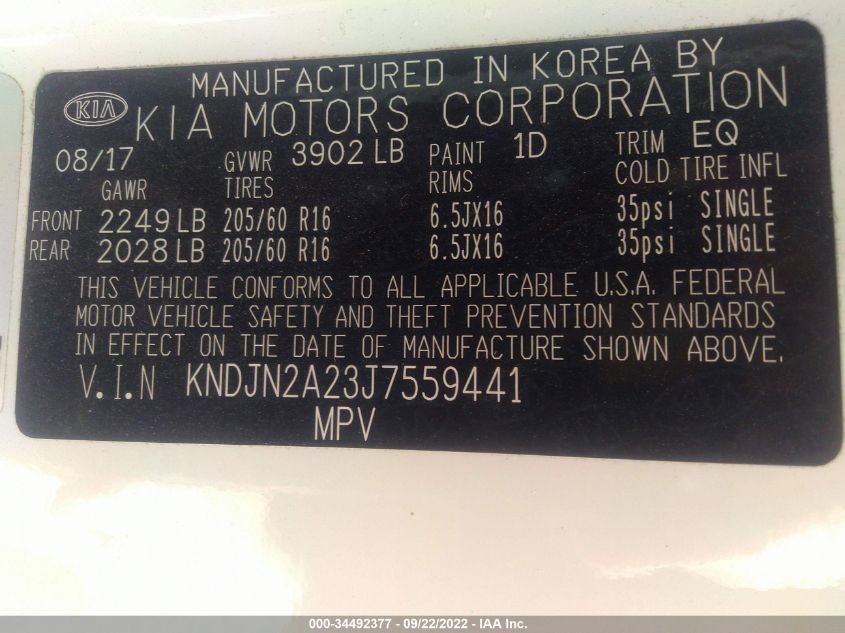 MANUFACTURED IN KOREA BY
KIA KIA MOTORS CORPORATION
08/17 GVWR 3902 LB PAINT 1D TRIM EQ
GAWR TIRES RIMS COLD TIRE INFL
FRONT 2249 LB 205/60 R16 6.5JX16 35psi SINGLE
REAR 2028 LB 205/60 R16 6.5JX16 35psi SINGLE
THIS VEHICLE CONFORMS TO ALL APPLICABLE U.S.A. FEDERAL
MOTOR VEHICLE SAFETY AND THEFT PREVENTION STANDARDS
IN EFFECT ON THE DATE OF MANUFACTURE SHOWN ABOVE.
V.I.N KNDJN2A23J7559441
MPV
000-34492377 - 09/22/2022 - IAA Inc.